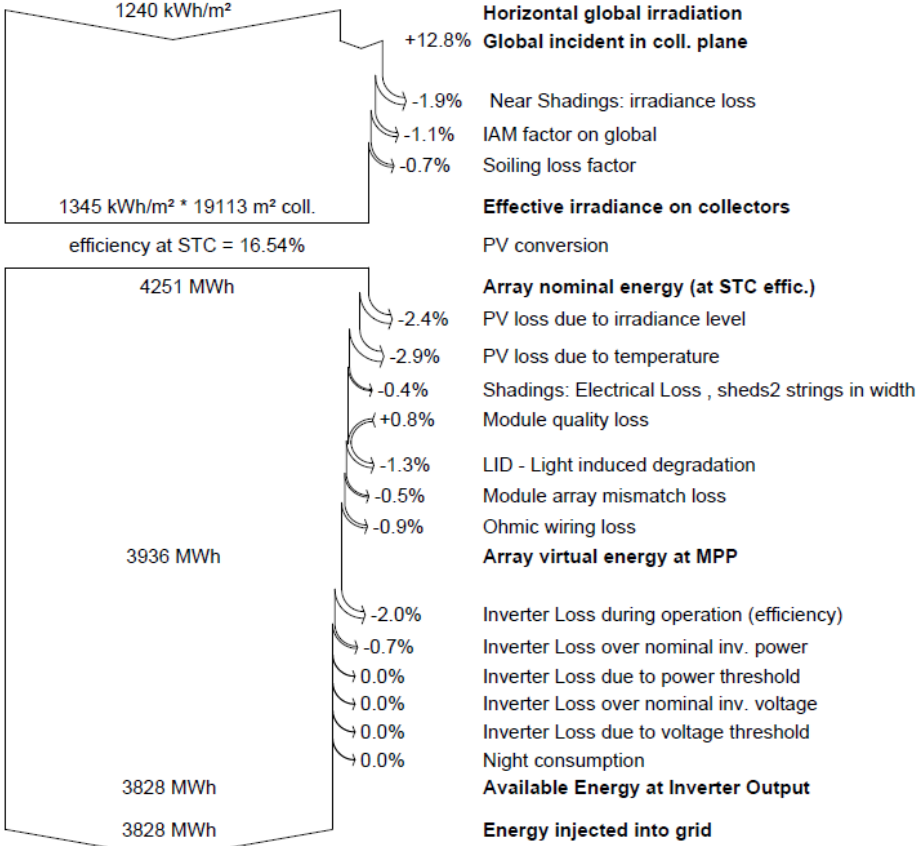 1240 kWh/m² Horizontal global irradiation
+12.8% Global incident in coll. plane
-1.9% Near Shadings: irradiance loss
-1.1% IAM factor on global
-0.7% Soiling loss factor
1345 kWh/m² * 19113 m² coll. Effective irradiance on collectors
efficiency at STC = 16.54% PV conversion
4251 MWh Array nominal energy (at STC effic.)
-2.4% PV loss due to irradiance level
-2.9% PV loss due to temperature
-0.4% Shadings: Electrical Loss , sheds2 strings in width
+0.8% Module quality loss
-1.3% LID - Light induced degradation
-0.5% Module array mismatch loss
-0.9% Ohmic wiring loss
3936 MWh Array virtual energy at MPP
-2.0% Inverter Loss during operation (efficiency)
-0.7% Inverter Loss over nominal inv. power
0.0% Inverter Loss due to power threshold
0.0% Inverter Loss over nominal inv. voltage
0.0% Inverter Loss due to voltage threshold
0.0% Night consumption
3828 MWh Available Energy at Inverter Output
3828 MWh Energy injected into grid